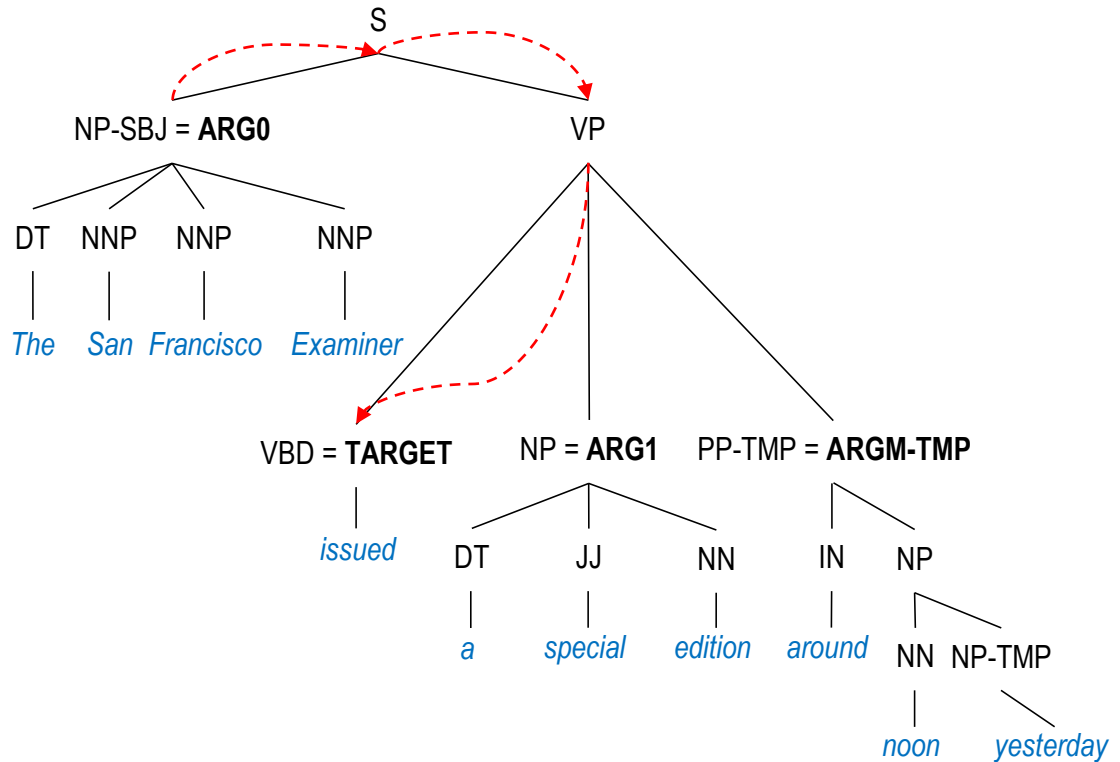 S
NP-SBJ = ARG0 VP
DT NNP NNP NNP
The San Francisco Examiner
VBD = TARGET NP = ARG1 PP-TMP = ARGM-TMP
issued DT JJ NN IN NP
a special edition around NN NP-TMP
noon yesterday